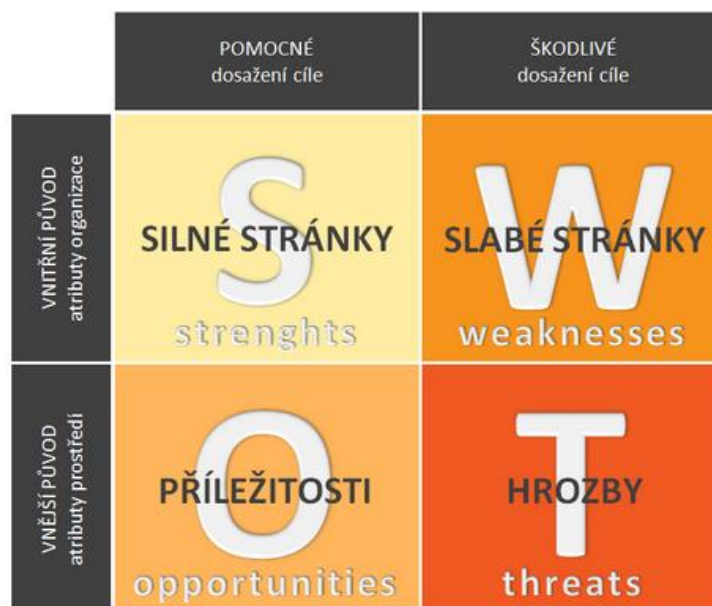 POMOCNÉ
dosažení cíle
ŠKODLIVÉ
dosažení cíle
VNITŘNÍ PŮVOD
atributy organizace
S
SILNÉ STRÁNKY
strenghts
W
SLABÉ STRÁNKY
weaknesses
VNĚJŠÍ PŮVOD
atributy prostředí
O
PŘÍLEŽITOSTI
opportunities
T
HROZBY
threats